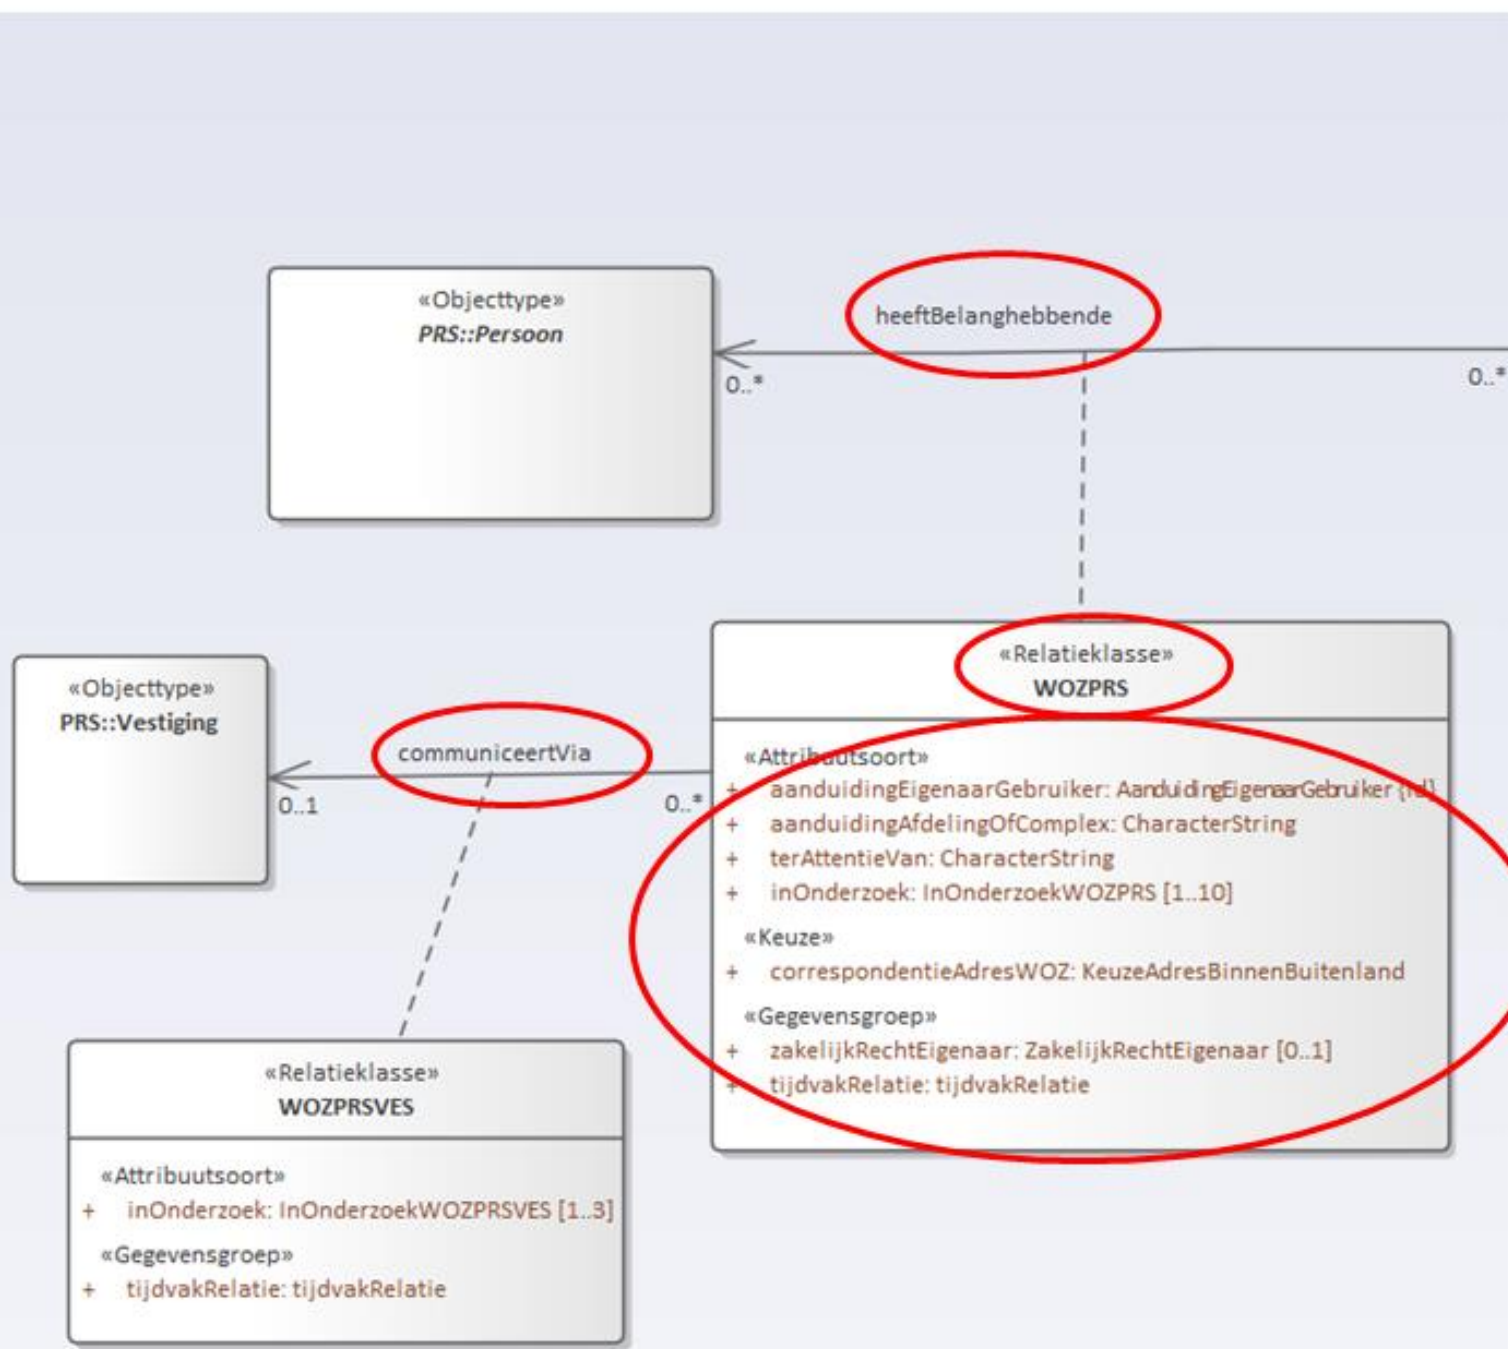 «Objecttype»
PRS::Persoon
heeftBelanghebbende
0..*
0..*
«Objecttype»
PRS::Vestiging
communiceertVia
0..1
0..*
«Relatieklasse»
WOZPRS
«Attribuutsoort»
+ aanduidingEigenaarGebruiker: AanduidingEigenaarGebruiker {id}
+ aanduidingAfdelingOfComplex: CharacterString
+ terAttentieVan: CharacterString
+ inOnderzoek: InOnderzoekWOZPRS [1..10]
«Keuze»
+ correspondentieAdresWOZ: KeuzeAdresBinnenBuitenland
«Gegevensgroep»
+ zakelijkRechtEigenaar: ZakelijkRechtEigenaar [0..1]
+ tijdvakRelatie: tijdvakRelatie
«Relatieklasse»
WOZPRSVES
«Attribuutsoort»
+ inOnderzoek: InOnderzoekWOZPRSVES [1..3]
«Gegevensgroep»
+ tijdvakRelatie: tijdvakRelatie